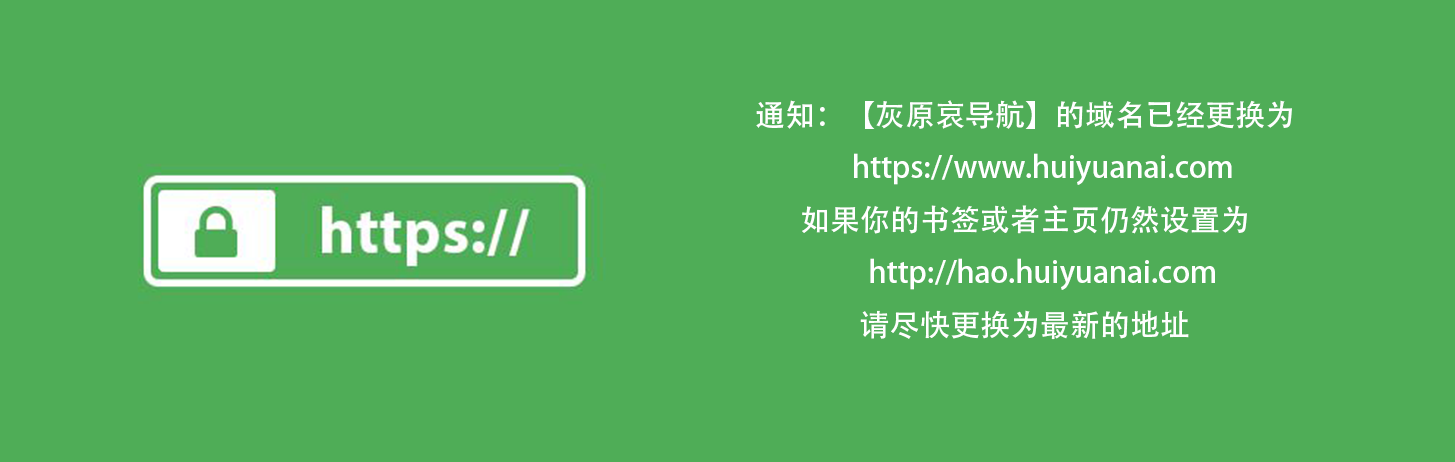 https://
通知：【灰原哀导航】的域名已经更换为
https://www.huiyuanai.com
如果你的书签或者主页仍然设置为
http://hao.huiyuanai.com
请尽快更换为最新的地址